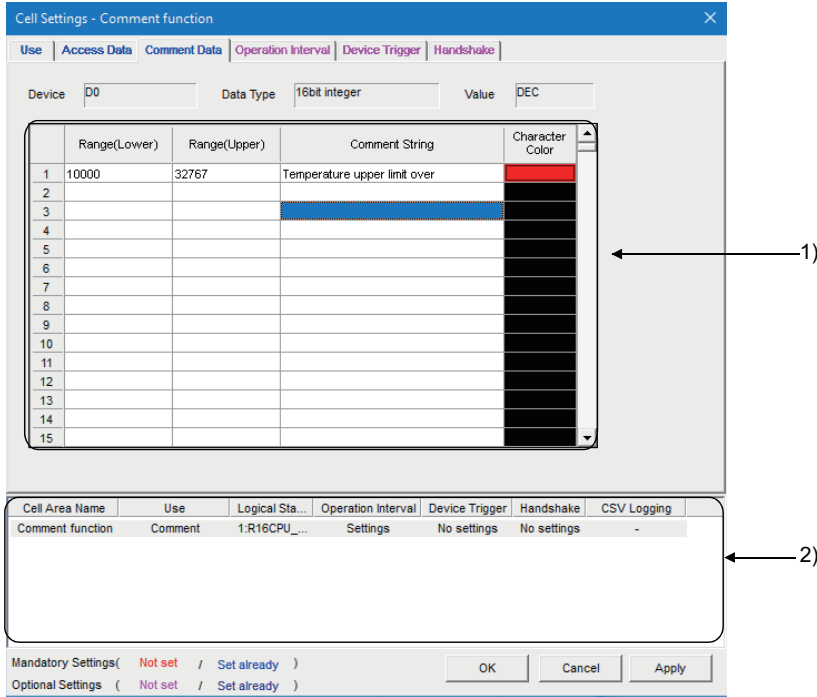 Cell Settings - Comment function
Use Access Data Comment Data Operation Interval Device Trigger Handshake
Device D0 Data Type 16bit integer Value DEC
Range(Lower) Range(Upper) Comment String Character Color
1 10000 32767 Temperature upper limit over
2
3
4
5
6
7
8
9
10
11
12
13
14
15
1)
Cell Area Name Use Logical Sta... Operation Interval Device Trigger Handshake CSV Logging
Comment function Comment 1:R16CPU_... Settings No settings No settings -
2)
Mandatory Settings( Not set / Set already )
Optional Settings ( Not set / Set already )
OK Cancel Apply